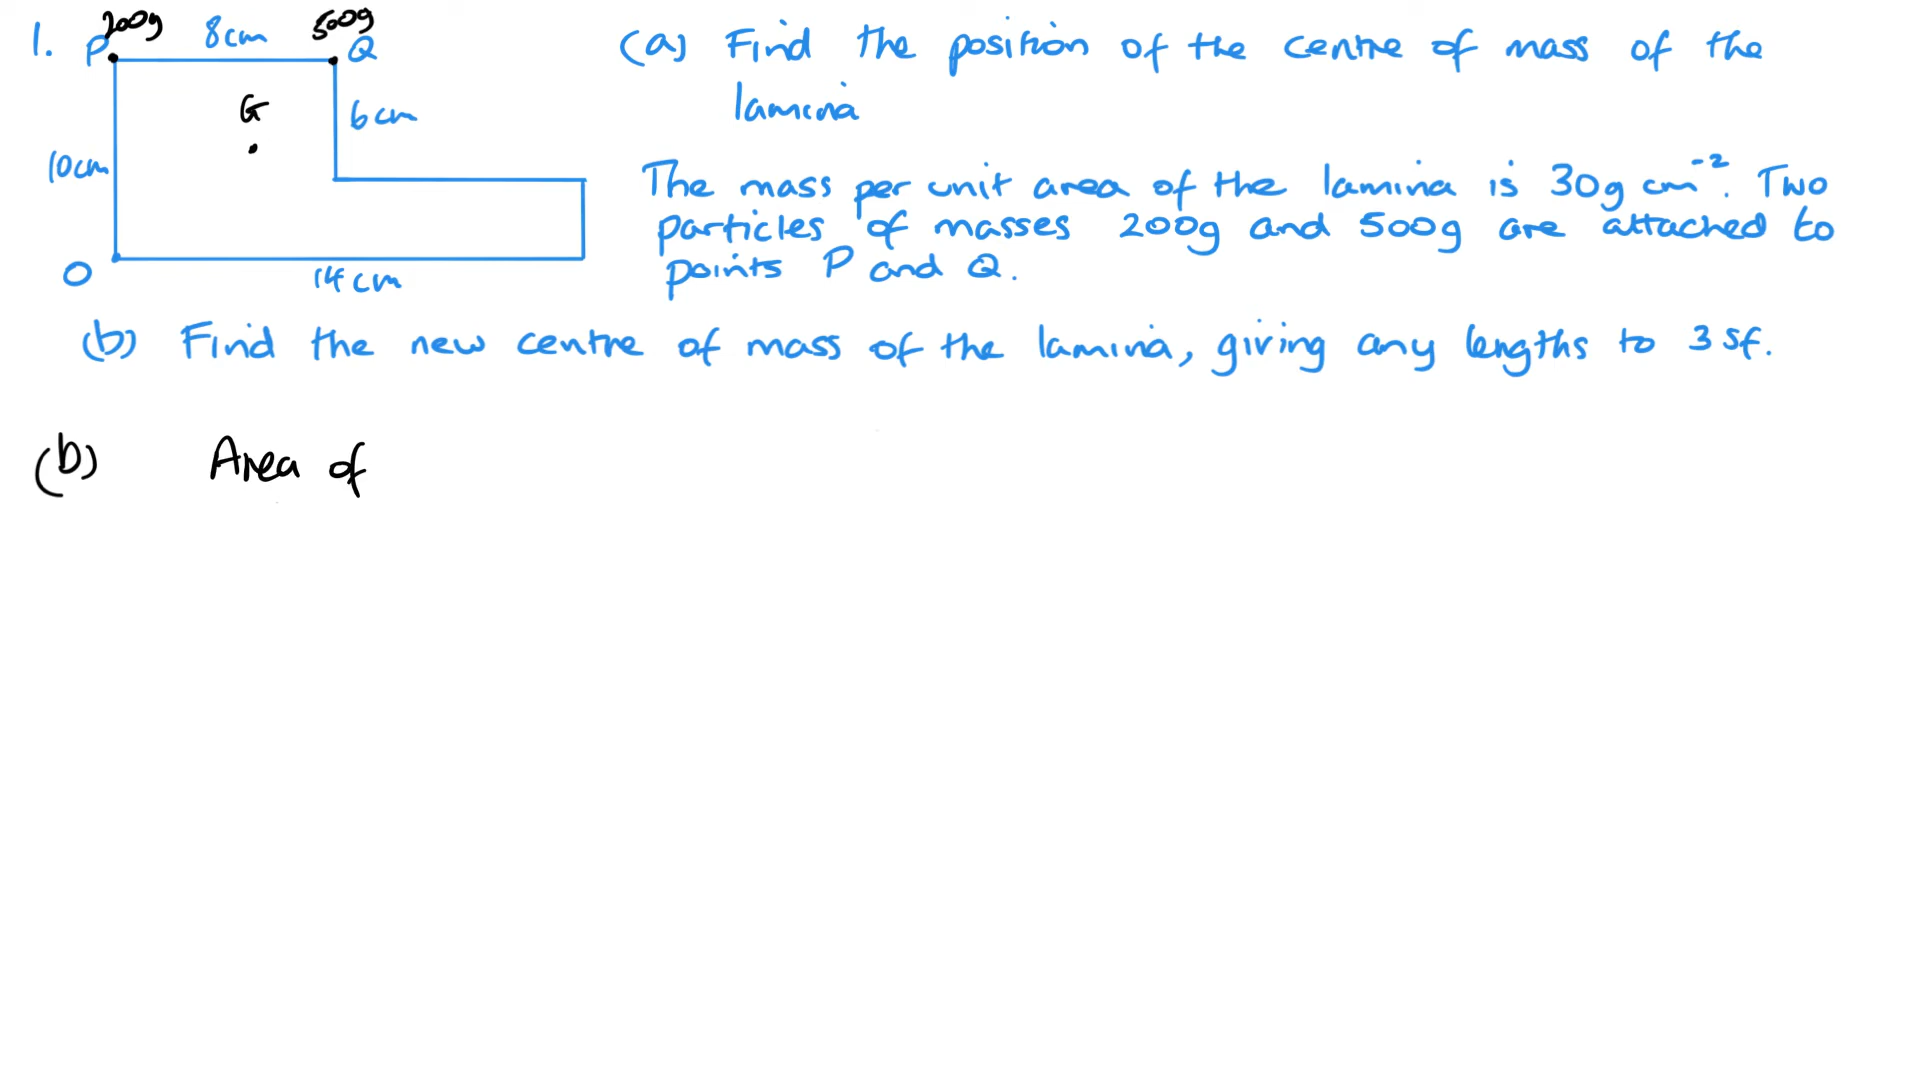 1. P 200g 8cm 500g Q
G
6cm
10cm
O
14cm
(a) Find the position of the centre of mass of the
lamina
The mass per unit area of the lamina is 30g cm⁻². Two
particles of masses 200g and 500g are attached to
points P and Q.
(b) Find the new centre of mass of the lamina, giving any lengths to 3 sf.
(b) Area of